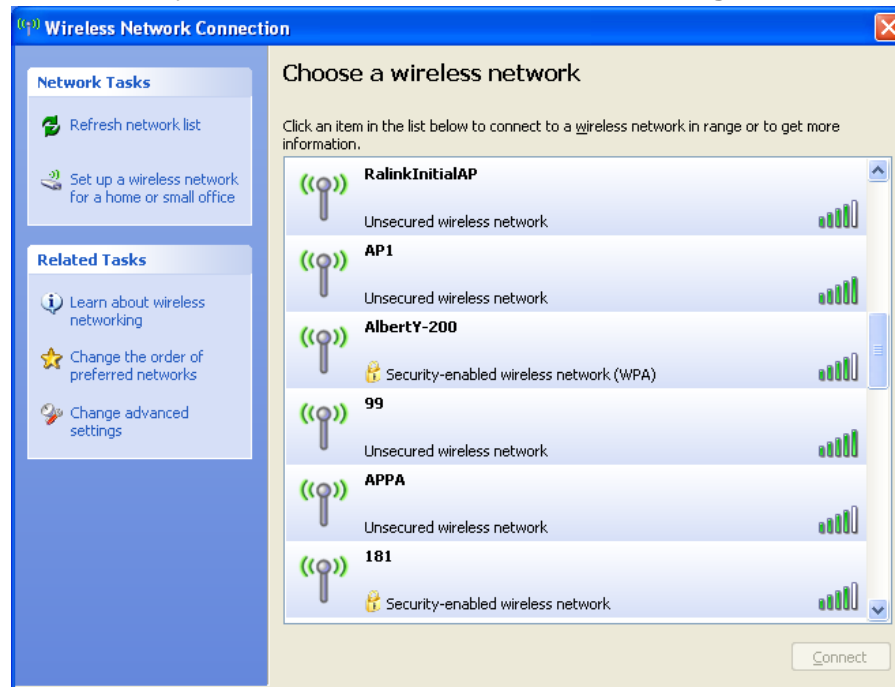 Wireless Network Connection
Network Tasks
Refresh network list
Set up a wireless network
for a home or small office
Related Tasks
Learn about wireless
networking
Change the order of
preferred networks
Change advanced
settings
Choose a wireless network
Click an item in the list below to connect to a wireless network in range or to get more
information.
RalinkInitialAP
Unsecured wireless network
AP1
Unsecured wireless network
AlbertY-200
Security-enabled wireless network (WPA)
99
Unsecured wireless network
APPA
Unsecured wireless network
181
Security-enabled wireless network
Connect